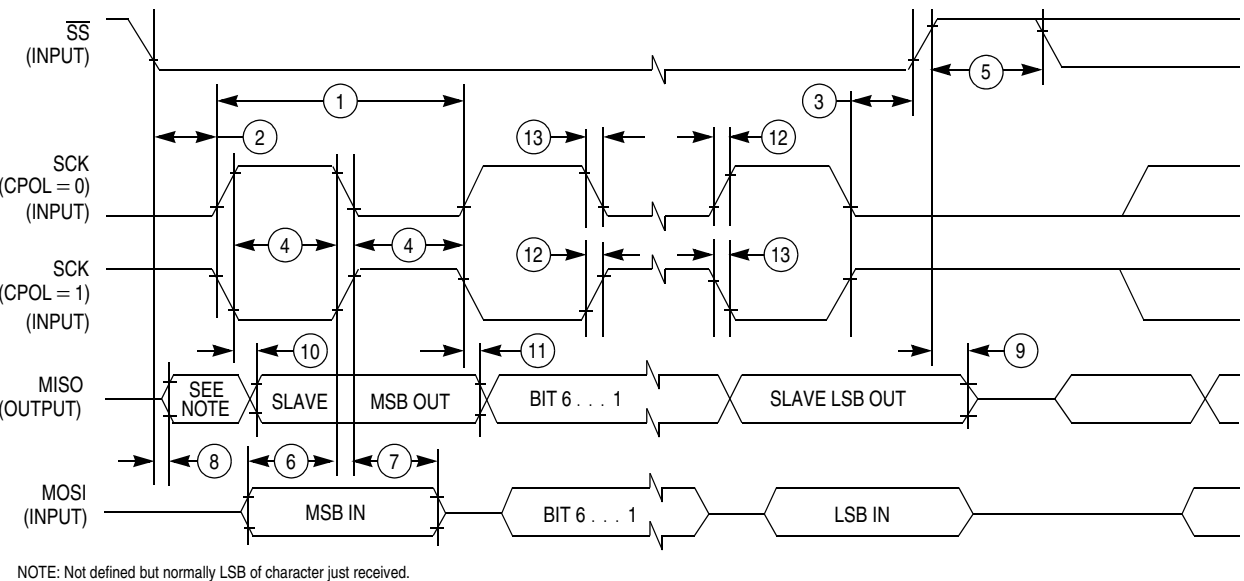 SS
(INPUT)
5
1
3
2
13
12
SCK
(CPOL = 0)
(INPUT)
4
4
12
13
SCK
(CPOL = 1)
(INPUT)
10
11
9
MISO
(OUTPUT)
SEE
NOTE
SLAVE
MSB OUT
BIT 6 . . . 1
SLAVE LSB OUT
8
6
7
MOSI
(INPUT)
MSB IN
BIT 6 . . . 1
LSB IN
NOTE: Not defined but normally LSB of character just received.